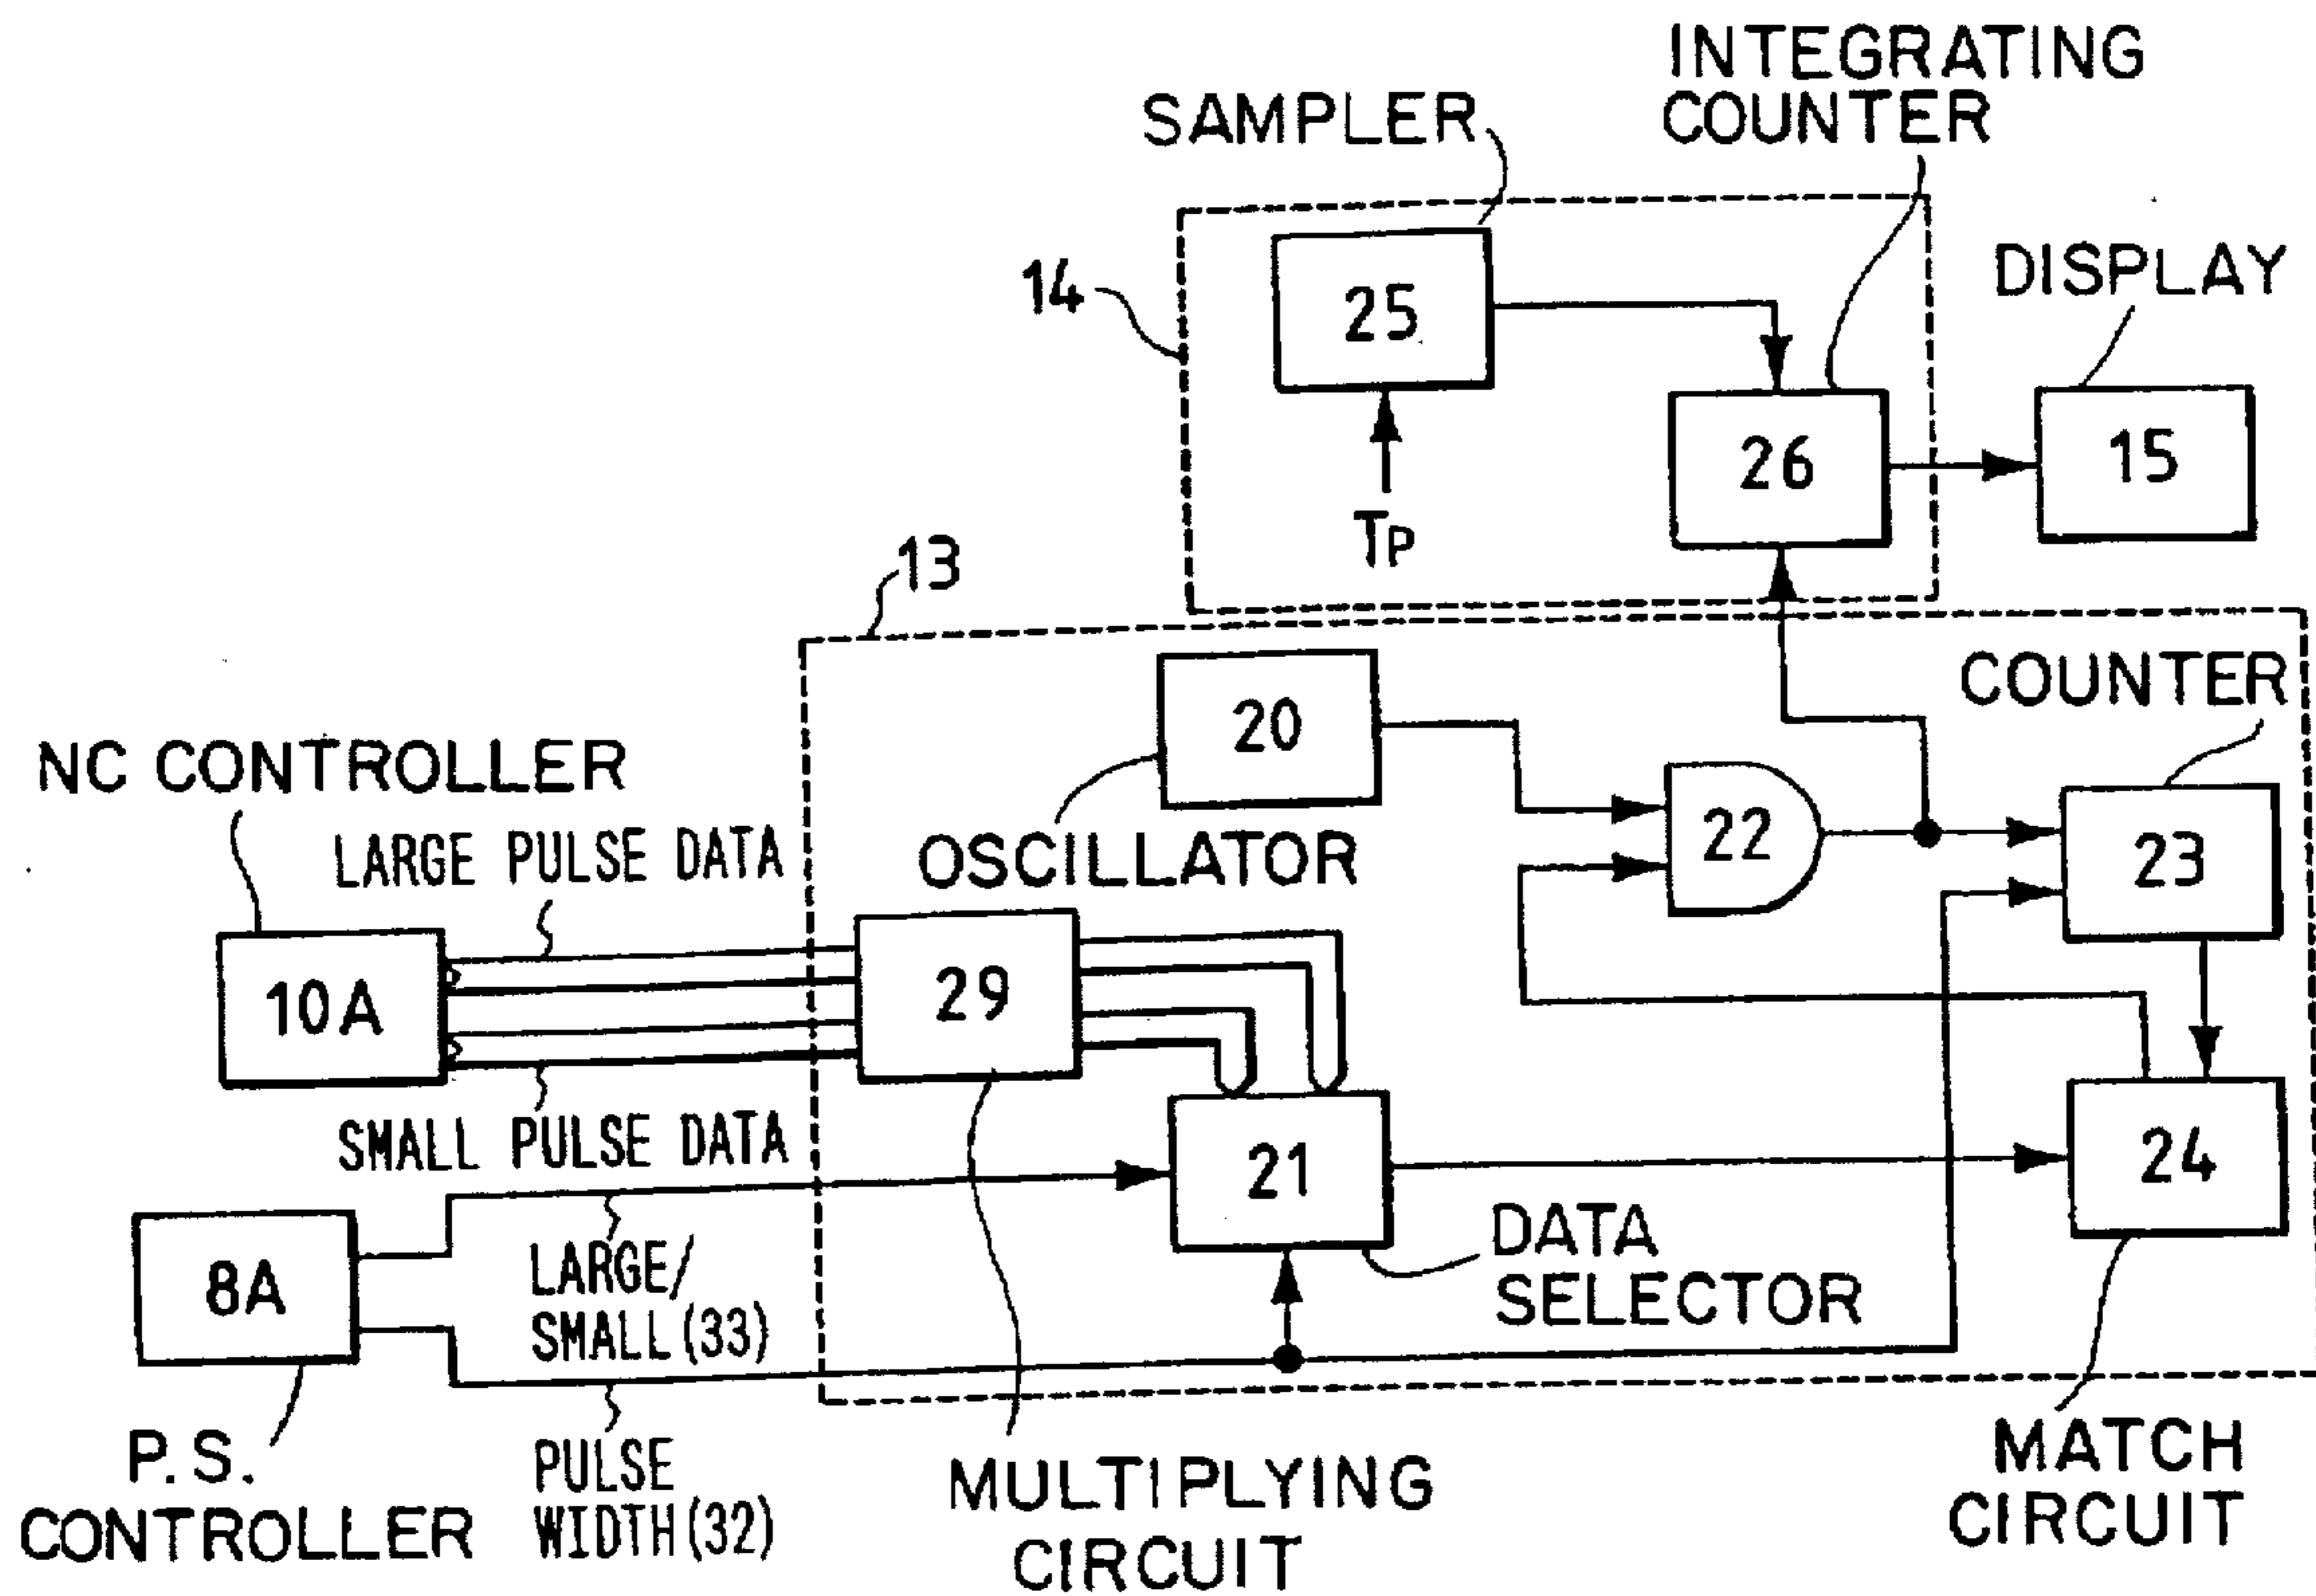 INTEGRATING
COUNTER
SAMPLER
14
25
DISPLAY
26
15
TP
13
COUNTER
20
NC CONTROLLER
22
23
LARGE PULSE DATA
OSCILLATOR
10A
29
SMALL PULSE DATA
21
24
8A
LARGE/
SMALL(33)
DATA
SELECTOR
P.S.
CONTROLLER
PULSE
WIDTH(32)
MULTIPLYING
CIRCUIT
MATCH
CIRCUIT